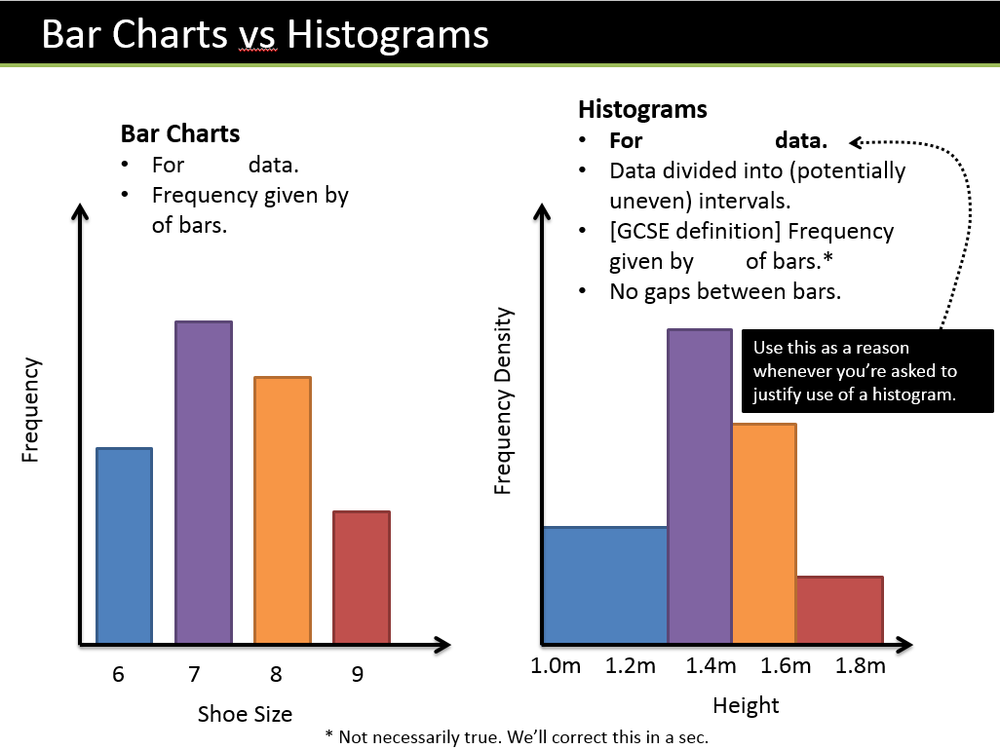 Bar Charts vs Histograms
Bar Charts
• For data.
• Frequency given by
of bars.
Histograms
• For data.
• Data divided into (potentially
uneven) intervals.
• [GCSE definition] Frequency
given by of bars.*
• No gaps between bars.
Use this as a reason
whenever you’re asked to
justify use of a histogram.
Frequency
6 7 8 9
Shoe Size
Frequency Density
1.0m 1.2m 1.4m 1.6m 1.8m
Height
* Not necessarily true. We’ll correct this in a sec.